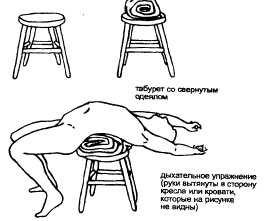 табурет со свернутым
одеялом
дыхательное упражнение
(руки вытянуты в сторону
кресла или кровати,
которые на рисунке
не видны)